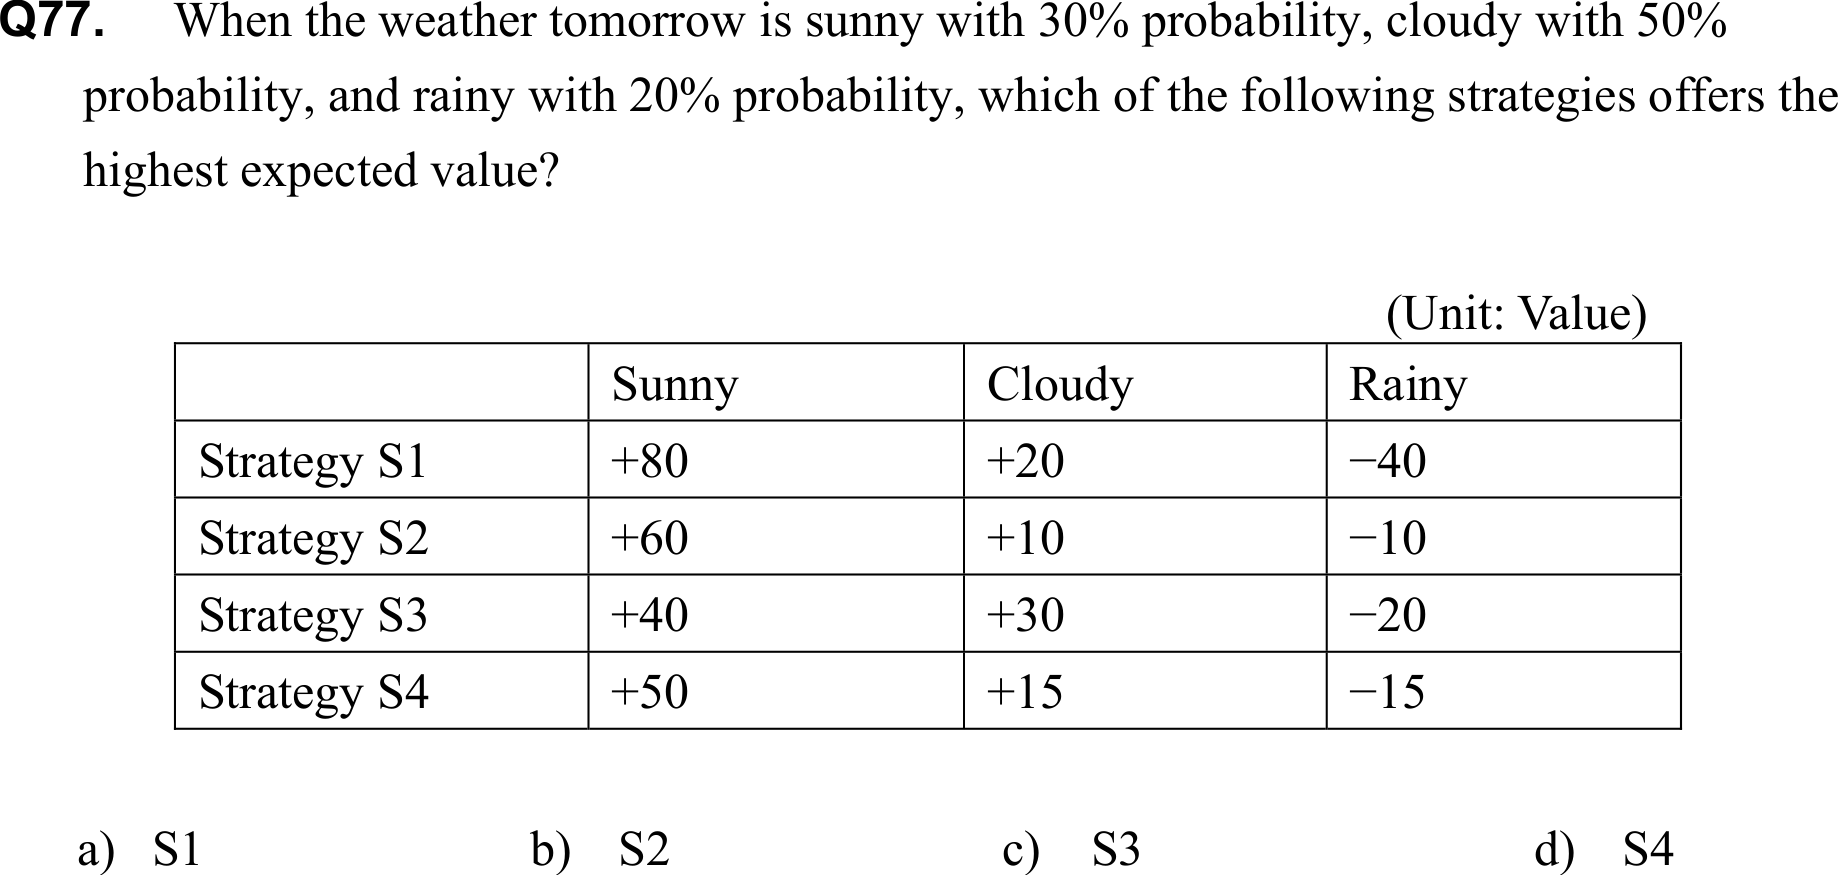 Q77. When the weather tomorrow is sunny with 30% probability, cloudy with 50%
probability, and rainy with 20% probability, which of the following strategies offers the
highest expected value?
(Unit: Value)
Sunny Cloudy Rainy
Strategy S1 +80 +20 −40
Strategy S2 +60 +10 −10
Strategy S3 +40 +30 −20
Strategy S4 +50 +15 −15
a) S1 b) S2 c) S3 d) S4